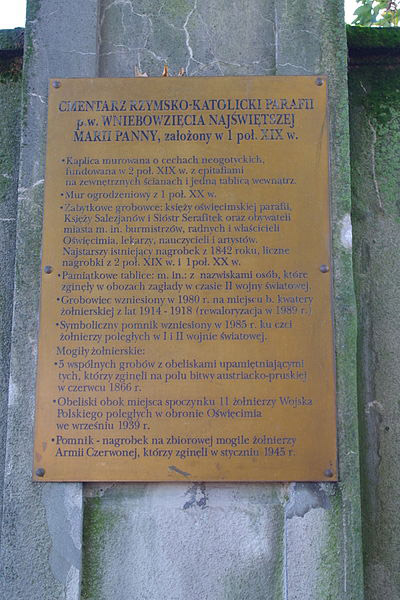 CMENTARZ RZYMSKO-KATOLICKI PARAFII
p.w. WNIEBOWZIĘCIA NAJŚWIĘTSZEJ
MARII PANNY, założony w 1 poł. XIX w.
•Kaplica murowana o cechach neogotyckich,
fundowana w 2 poł. XIX w. z epitafiami
na zewnętrznych ścianach i jedną tablicą wewnątrz.
•Mur ogrodzeniowy z 1 poł. XX w.
•Zabytkowe grobowce: księży oświęcimskiej parafii,
Księży Salezjanów i Sióstr Serafitek oraz obywateli
miasta m. in. burmistrzów, radnych i właścicieli
Oświęcimia, lekarzy, nauczycieli i artystów.
Najstarszy istniejący nagrobek z 1842 roku, liczne
nagrobki z 2 poł. XIX w. i 1 poł. XX w.
•Pamiątkowe tablice: m. in.: z nazwiskami osób, które
zginęły w obozach zagłady w czasie II wojny światowej.
•Grobowiec wzniesiony w 1980 r. na miejscu b. kwatery
żołnierskiej z lat 1914 - 1918 (rewaloryzacja w 1989 r.)
•Symboliczny pomnik wzniesiony w 1985 r. ku czci
żołnierzy poległych w I i II wojnie światowej.
Mogiły żołnierskie:
•5 wspólnych grobów z obeliskami upamiętniającymi
tych, którzy zginęli na polu bitwy austriacko-pruskiej
w czerwcu 1866 r.
•Obeliski obok miejsca spoczynku 11 żołnierzy Wojska
Polskiego poległych w obronie Oświęcimia
we wrześniu 1939 r.
•Pomnik - nagrobek na zbiorowej mogile żołnierzy
Armii Czerwonej, którzy zginęli w styczniu 1945 r.